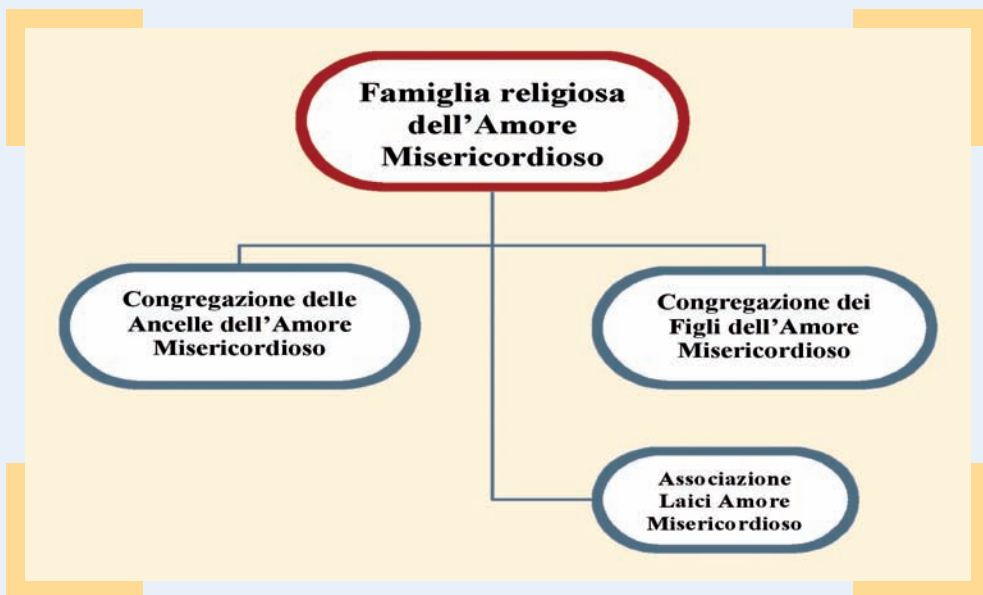 Famiglia religiosa
dell’Amore
Misericordioso
Congregazione delle
Ancelle dell’Amore
Misericordioso
Congregazione dei
Figli dell’Amore
Misericordioso
Associazione
Laici Amore
Misericordioso